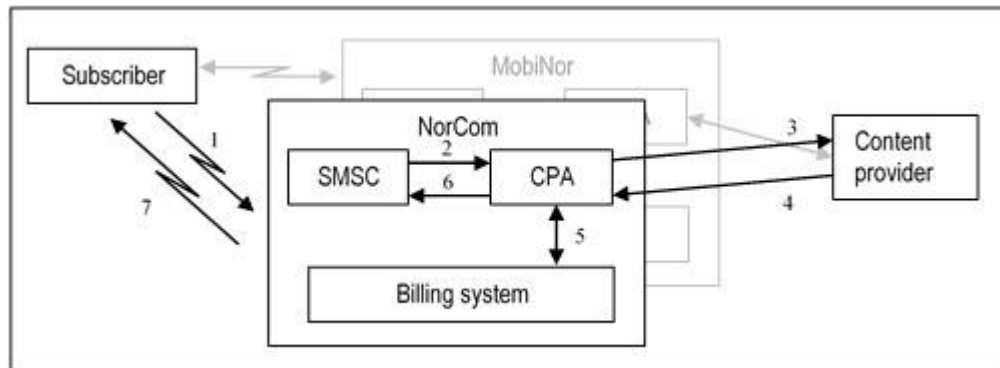 Subscriber
MobiNor
NorCom
1
2
3
SMSC
CPA
Content
provider
6
4
7
5
Billing system